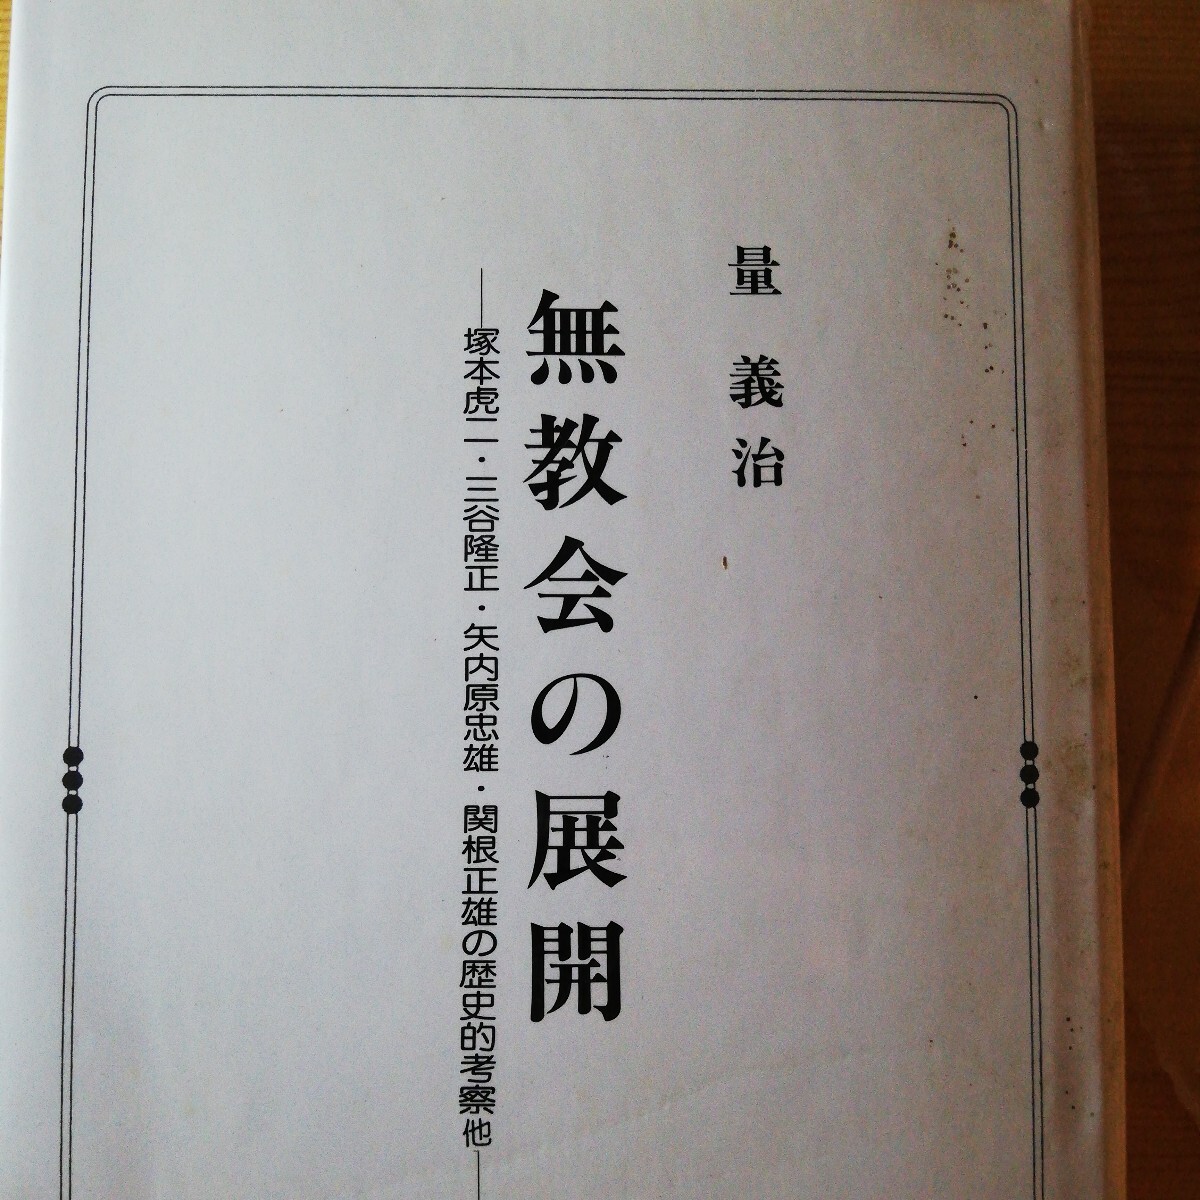 量義治
無教会の展開
―塚本虎二・三谷隆正・矢内原忠雄・関根正雄の歴史的考察他―